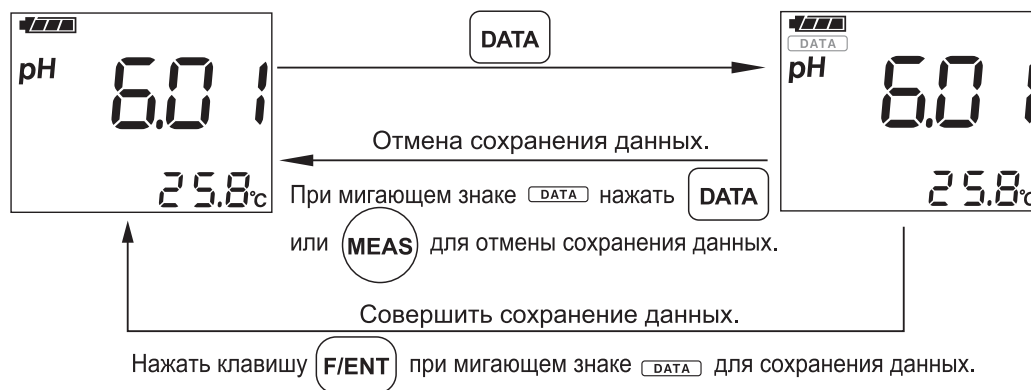 DATA
pH 6.01
25.8°C
DATA
pH 6.01
25.8°C
Отмена сохранения данных.
При мигающем знаке DATA нажать DATA
или MEAS для отмены сохранения данных.
Совершить сохранение данных.
Нажать клавишу F/ENT при мигающем знаке DATA для сохранения данных.